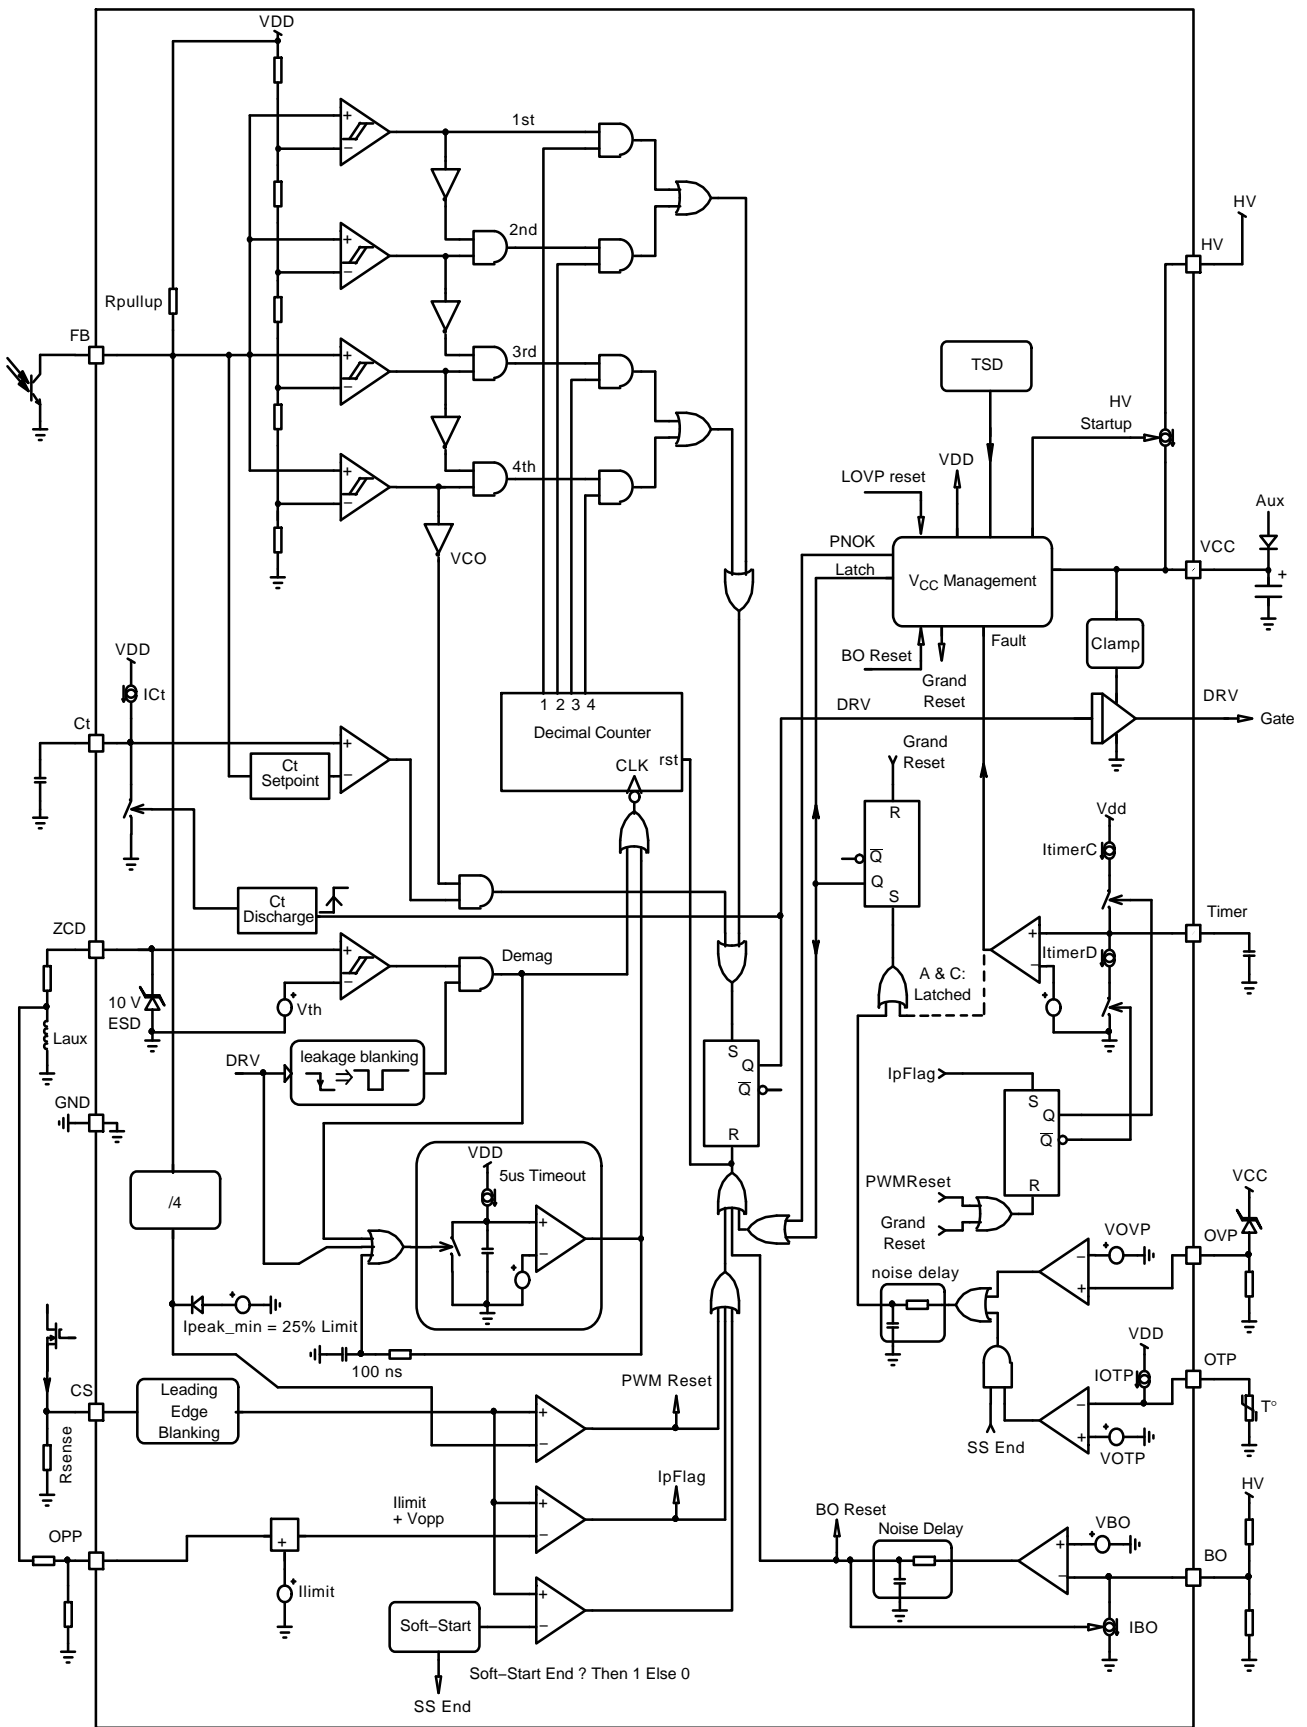 VDD
1st
2nd
HV
HV
Rpullup
FB
3rd
TSD
HV
Startup
4th
VDD
LOVP reset
Aux
PNOK
VCC
VCO
Latch
VCC Management
Fault
Clamp
VDD
BO Reset
Grand
Reset
ICt
DRV
DRV
1 2 3 4
Gate
Ct
Decimal Counter
Grand
Reset
Ct
Setpoint
CLK
rst
Vdd
R
ItimerC
Q
Q
Ct
Discharge
S
Timer
ZCD
Demag
+
ItimerD
A & C:
Latched
10 V
ESD
Vth
Laux
DRV
leakage blanking
S
Q
Q
IpFlag
S
Q
GND
R
Q
VDD
5us Timeout
R
VCC
/4
PWMReset
Grand
Reset
VOVP
OVP
noise delay
Ipeak_min = 25% Limit
VDD
100 ns
OTP
IOTP
PWM Reset
CS
Leading
Edge
Blanking
T°
SS End
VOTP
Rsense
IpFlag
HV
Ilimit
+ Vopp
BO Reset
OPP
Noise Delay
VBO
+
BO
Ilimit
Soft–Start
IBO
Soft–Start End ? Then 1 Else 0
SS End